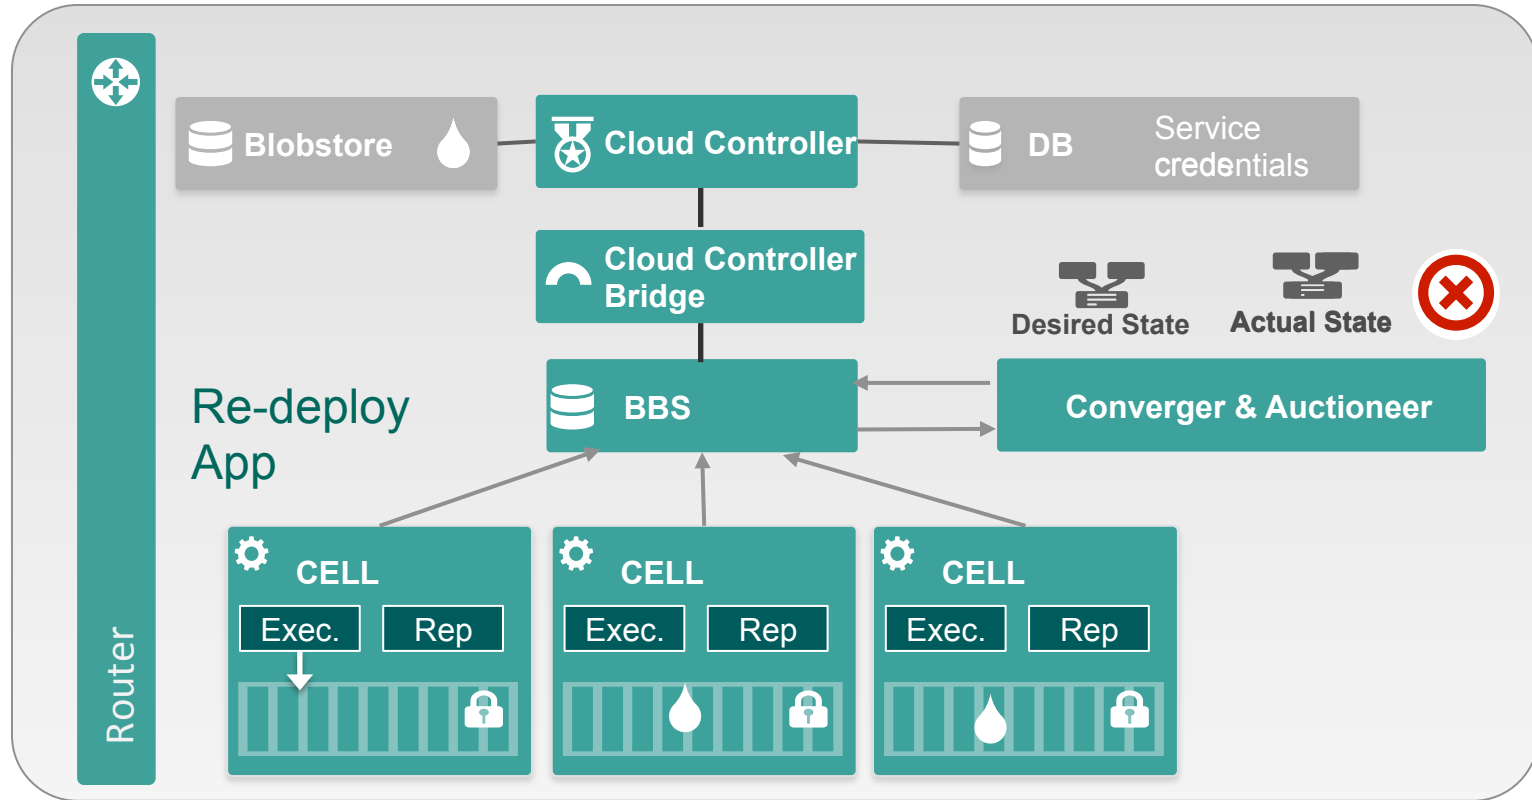 Router
Blobstore
Cloud Controller
DB
Service
credentials
Cloud Controller
Bridge
Desired State
Actual State
Re-deploy
App
BBS
Converger & Auctioneer
CELL
Exec.
Rep
CELL
Exec.
Rep
CELL
Exec.
Rep